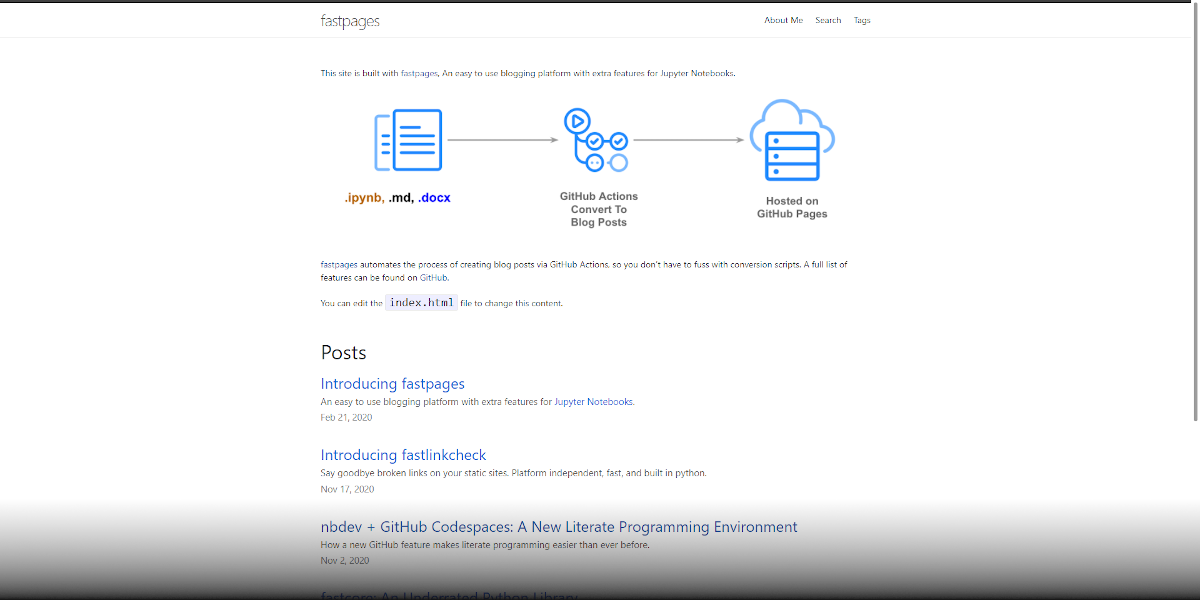 fastpages
About Me Search Tags
This site is built with fastpages, An easy to use blogging platform with extra features for Jupyter Notebooks.
.ipynb, .md, .docx
GitHub Actions
Convert To
Blog Posts
Hosted on
GitHub Pages
fastpages automates the process of creating blog posts via GitHub Actions, so you don't have to fuss with conversion scripts. A full list of
features can be found on GitHub.
You can edit the index.html file to change this content.
Posts
Introducing fastpages
An easy to use blogging platform with extra features for Jupyter Notebooks.
Feb 21, 2020
Introducing fastlinkcheck
Say goodbye broken links on your static sites. Platform independent, fast, and built in python.
Nov 17, 2020
nbdev + GitHub Codespaces: A New Literate Programming Environment
How a new GitHub feature makes literate programming easier than ever before.
Nov 2, 2020
fastcore: An Underrated Python Library